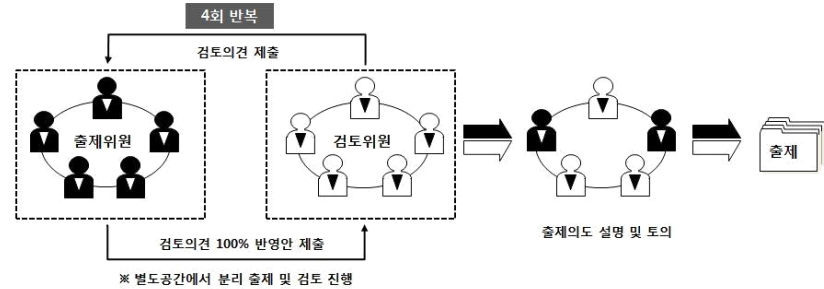 4회 반복
검토의견 제출
출제위원
검토위원
출제
출제의도 설명 및 토의
검토의견 100% 반영안 제출
※ 별도공간에서 분리 출제 및 검토 진행